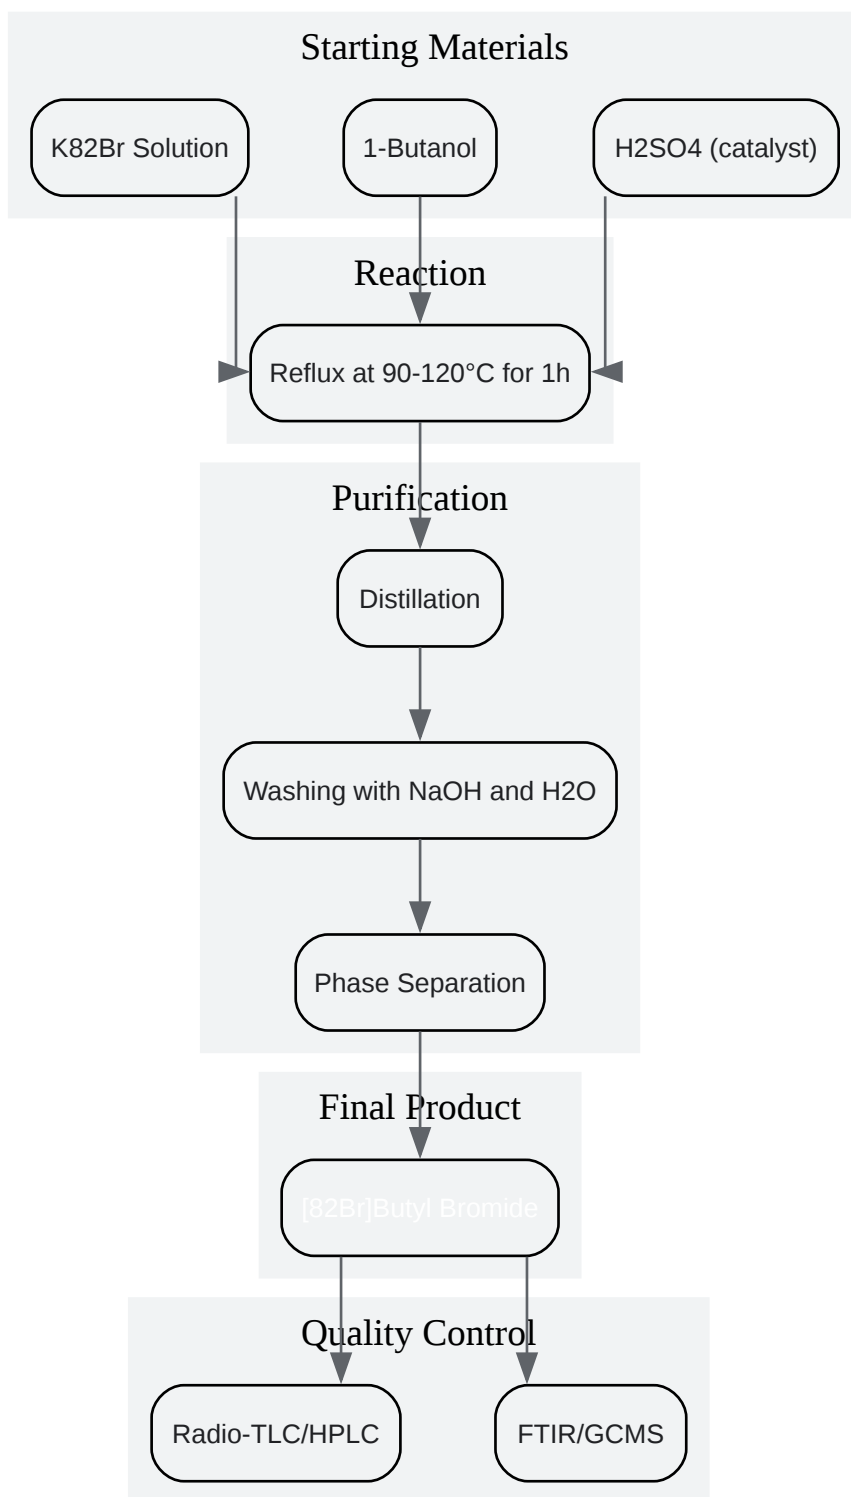 Starting Materials
K82Br Solution
1-Butanol
H2SO4 (catalyst)
Reaction
Reflux at 90-120°C for 1h
Purification
Distillation
Washing with NaOH and H2O
Phase Separation
Final Product
[82Br]Butyl Bromide
Quality Control
Radio-TLC/HPLC
FTIR/GCMS